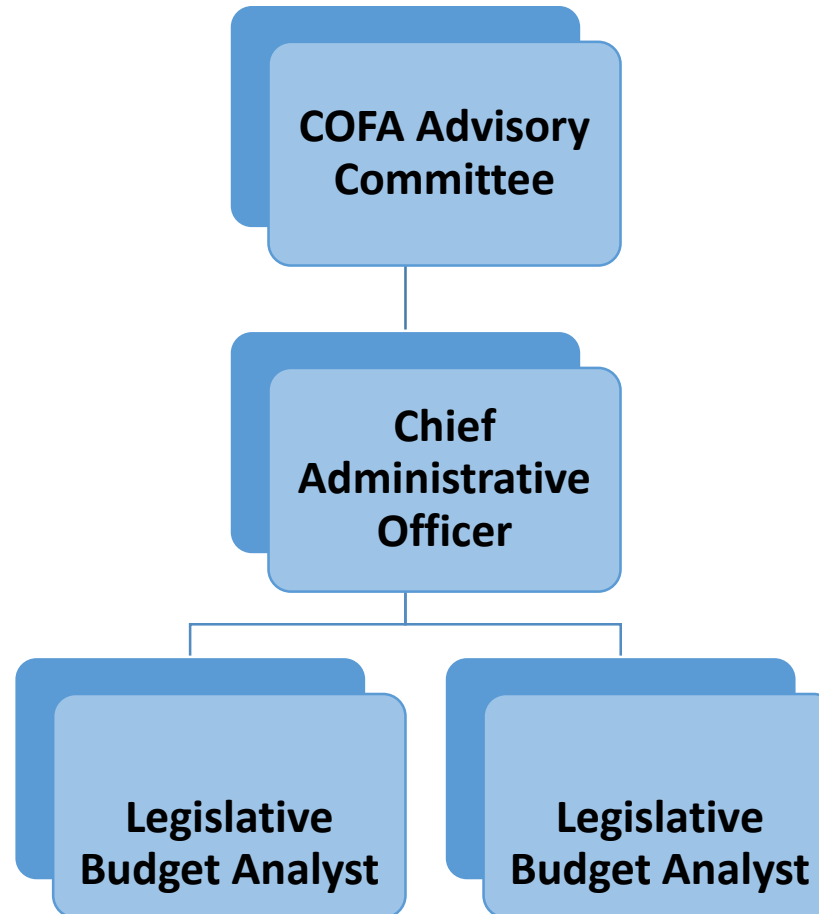 COFA Advisory
Committee
Chief
Administrative
Officer
Legislative
Budget Analyst
Legislative
Budget Analyst